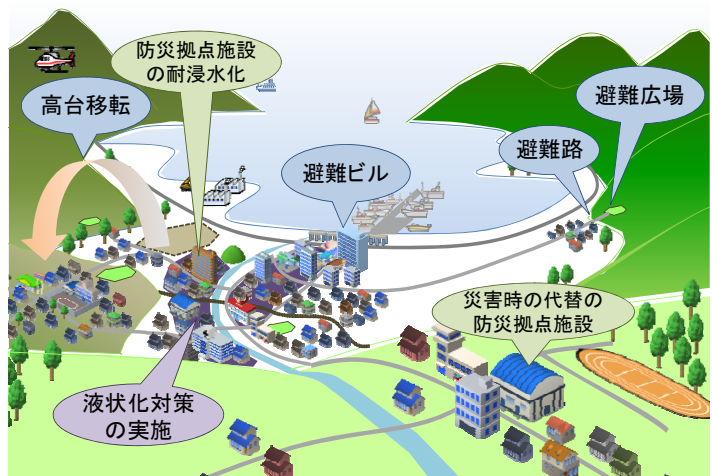 防災拠点施設
の耐浸水化
高台移転
避難広場
避難路
避難ビル
災害時の代替の
防災拠点施設
液状化対策
の実施